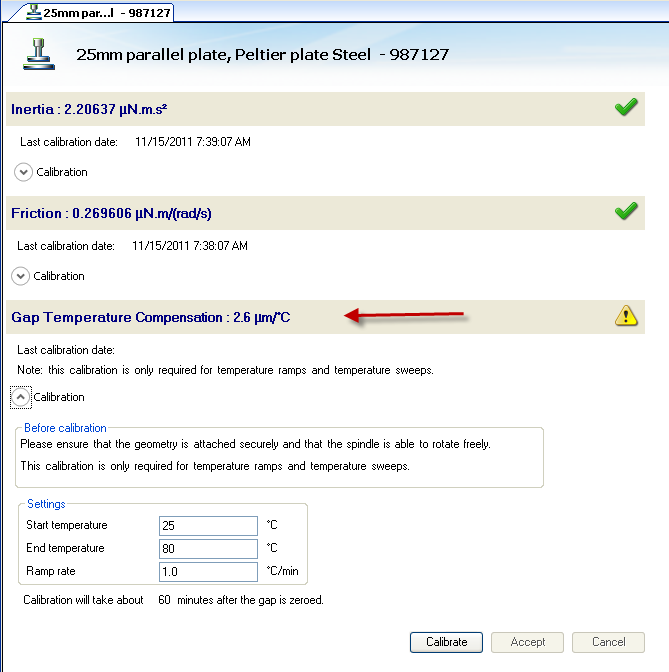 25mm par...l - 987127
25mm parallel plate, Peltier plate Steel - 987127
Inertia : 2.20637 µN.m.s²
Last calibration date: 11/15/2011 7:39:07 AM
Calibration
Friction : 0.269606 µN.m/(rad/s)
Last calibration date: 11/15/2011 7:38:07 AM
Calibration
Gap Temperature Compensation : 2.6 µm/°C
Last calibration date:
Note: this calibration is only required for temperature ramps and temperature sweeps.
Calibration
Before calibration
Please ensure that the geometry is attached securely and that the spindle is able to rotate freely.
This calibration is only required for temperature ramps and temperature sweeps.
Settings
Start temperature 25 °C
End temperature 80 °C
Ramp rate 1.0 °C/min
Calibration will take about 60 minutes after the gap is zeroed.
Calibrate Accept Cancel